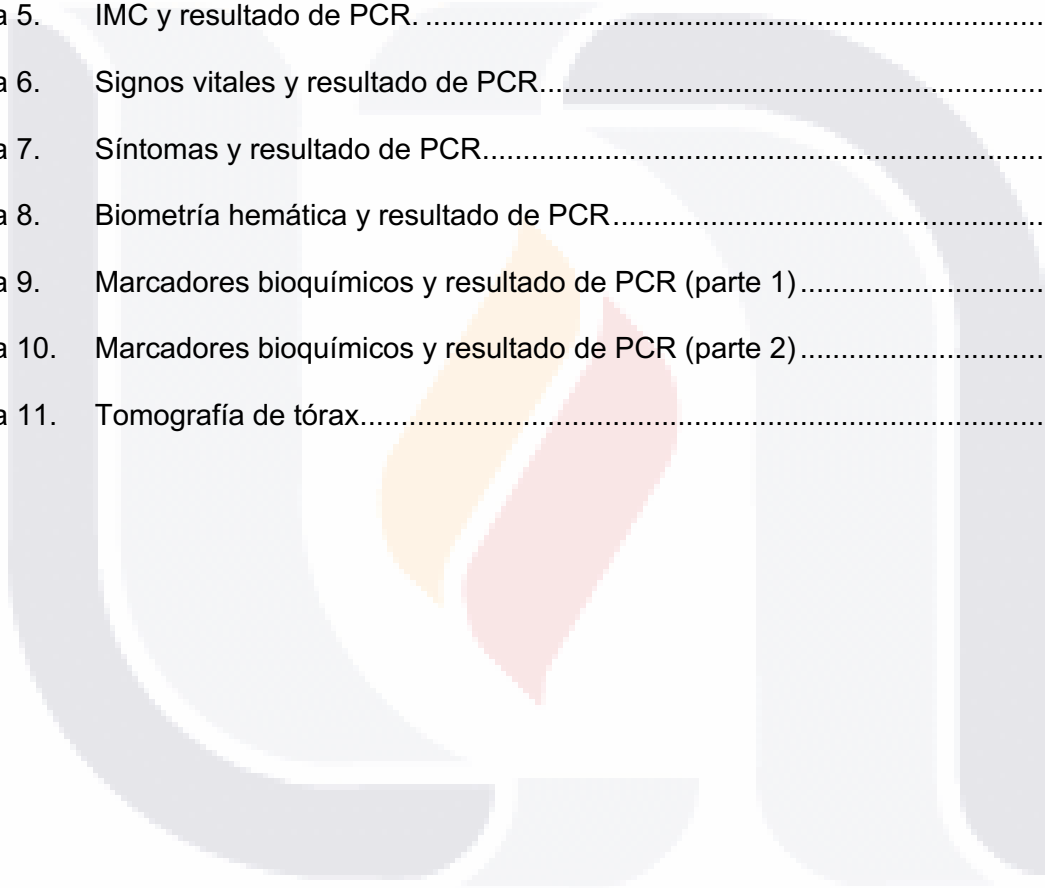 a 5. IMC y resultado de PCR. ..........................................................................
a 6. Signos vitales y resultado de PCR..............................................................
a 7. Síntomas y resultado de PCR.....................................................................
a 8. Biometría hemática y resultado de PCR.....................................................
a 9. Marcadores bioquímicos y resultado de PCR (parte 1)..............................
a 10. Marcadores bioquímicos y resultado de PCR (parte 2)..............................
a 11. Tomografía de tórax....................................................................................